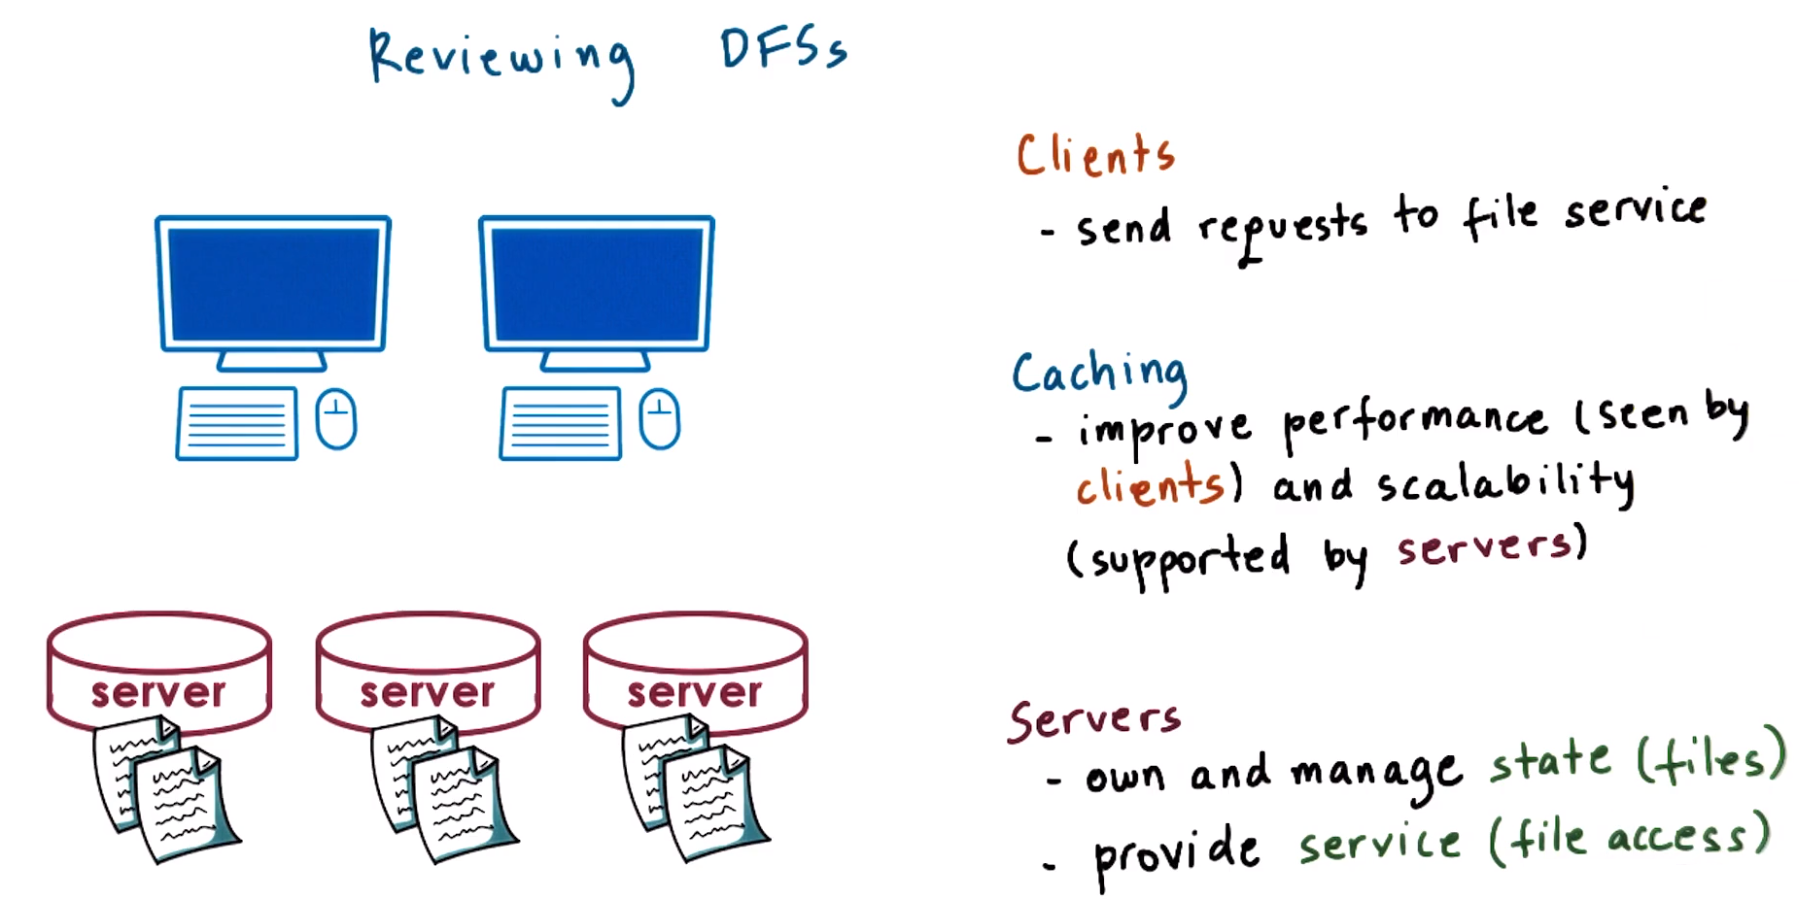 Reviewing DFSs
Clients
- send requests to file service
Caching
- improve performance (seen by
clients) and scalability
(supported by servers)
server
server
server
Servers
- own and manage state (files)
- provide service (file access)